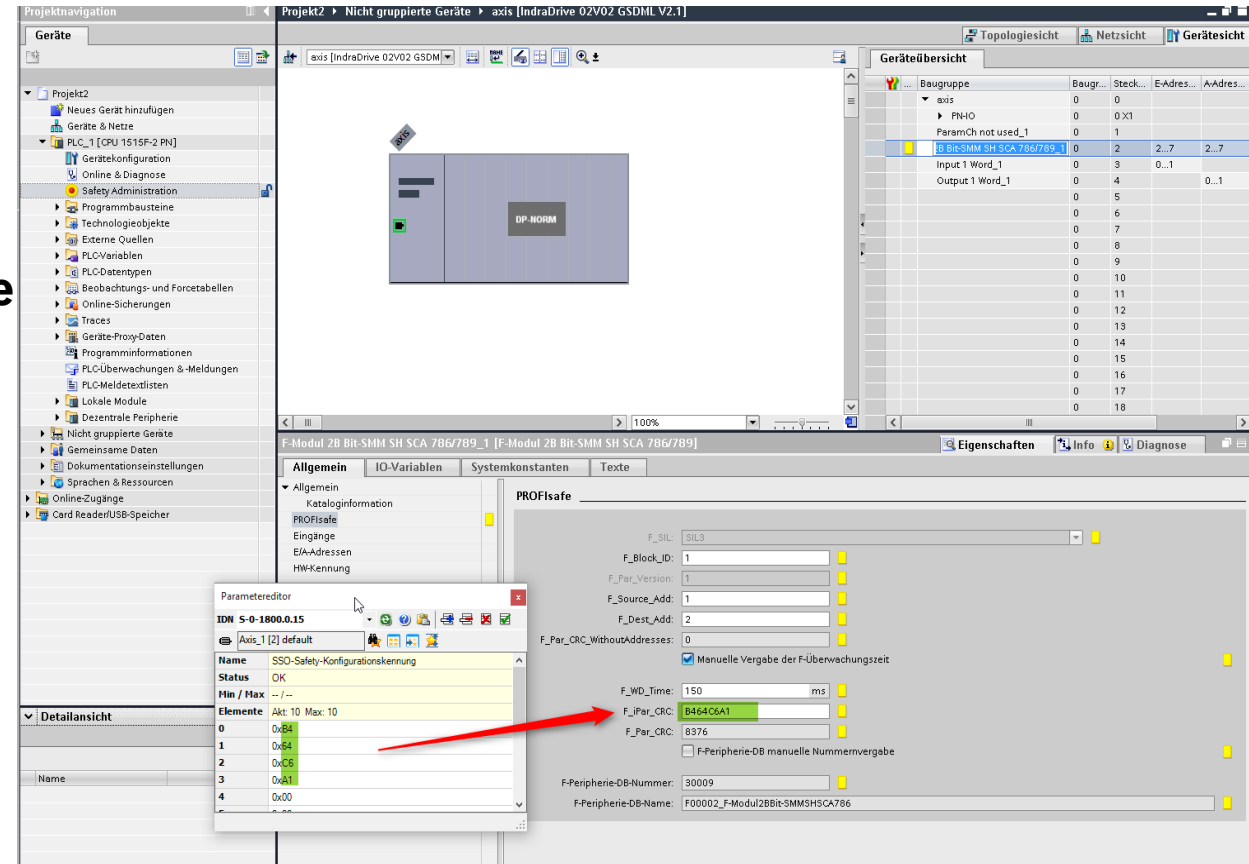 Projektnavigation
Geräte
Projekt2
Neues Gerät hinzufügen
Geräte & Netze
PLC_1 [CPU 1515F-2 PN]
Gerätekonfiguration
Online & Diagnose
Safety Administration
Programmbausteine
Technologieobjekte
Externe Quellen
PLC-Variablen
PLC-Datentypen
Beobachtungs- und Forcetabellen
Online-Sicherungen
Traces
Geräte-Proxy-Daten
Programminformationen
PLC-Überwachungen & -Meldungen
PLC-Meldetextlisten
Lokale Module
Dezentrale Peripherie
Nicht gruppierte Geräte
Gemeinsame Daten
Dokumentationseinstellungen
Sprachen & Ressourcen
Online-Zugänge
Card Reader/USB-Speicher
e
Detailansicht
Name
Projekt2 Nicht gruppierte Geräte axis [IndraDrive 02V02 GSDML V2.1]
Topologiesicht Netzsicht Gerätesicht
axis [IndraDrive 02V02 GSDM
axis
DP-NORM
100%
Geräteübersicht
... Baugruppe Baugr... Steck... E-Adres... A-Adres...
axis 0 0
PN-IO 0 0 X1
ParamCh not used_1 0 1
2B Bit-SMM SH SCA 786/789_1 0 2 2...7 2...7
Input 1 Word_1 0 3 0...1
Output 1 Word_1 0 4 0...1
0 5
0 6
0 7
0 8
0 9
0 10
0 11
0 12
0 13
0 14
0 15
0 16
0 17
0 18
F-Modul 2B Bit-SMM SH SCA 786/789_1 [F-Modul 2B Bit-SMM SH SCA 786/789]
Eigenschaften Info Diagnose
Allgemein IO-Variablen Systemkonstanten Texte
Allgemein
Kataloginformation
PROFIsafe
Eingänge
E/A-Adressen
HW-Kennung
PROFIsafe
F_SIL: SIL3
F_Block_ID: 1
F_Par_Version: 1
F_Source_Add: 1
F_Dest_Add: 2
F_Par_CRC_WithoutAddresses: 0
Manuelle Vergabe der F-Überwachungszeit
F_WD_Time: 150 ms
F_iPar_CRC: B464C6A1
F_Par_CRC: 8376
F-Peripherie-DB manuelle Nummernvergabe
F-Peripherie-DB-Nummer: 30009
F-Peripherie-DB-Name: F00002_F-Modul2BBit-SMMSHSCA786
Parametereditor
IDN S-0-1800.0.15
Axis_1 [2] default
Name SSO-Safety-Konfigurationskennung
Status OK
Min / Max -- / --
Elemente Akt: 10 Max: 10
0 0xB4
1 0x64
2 0xC6
3 0xA1
4 0x00